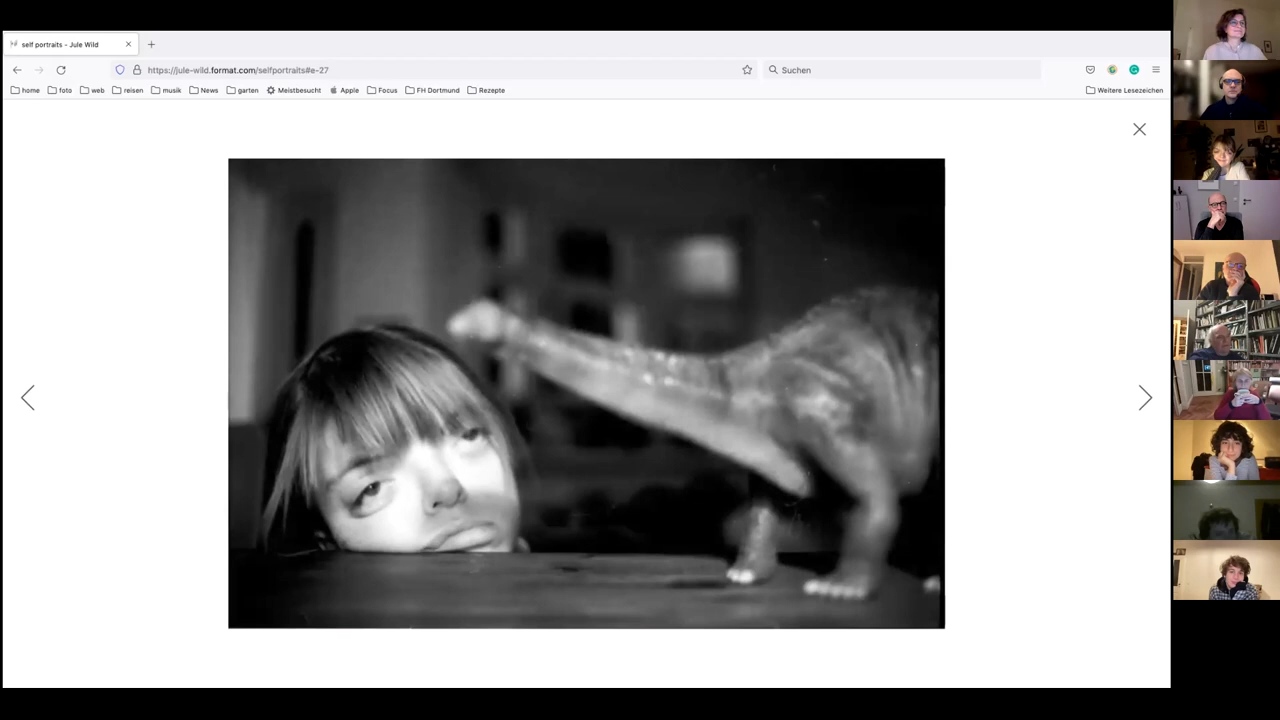 self portraits - Jule Wild
https://jule-wild.format.com/selfportraits#e-27
Suchen
home foto web reisen musik News garten Meistbesucht Apple Focus FH Dortmund Rezepte Weitere Lesezeichen